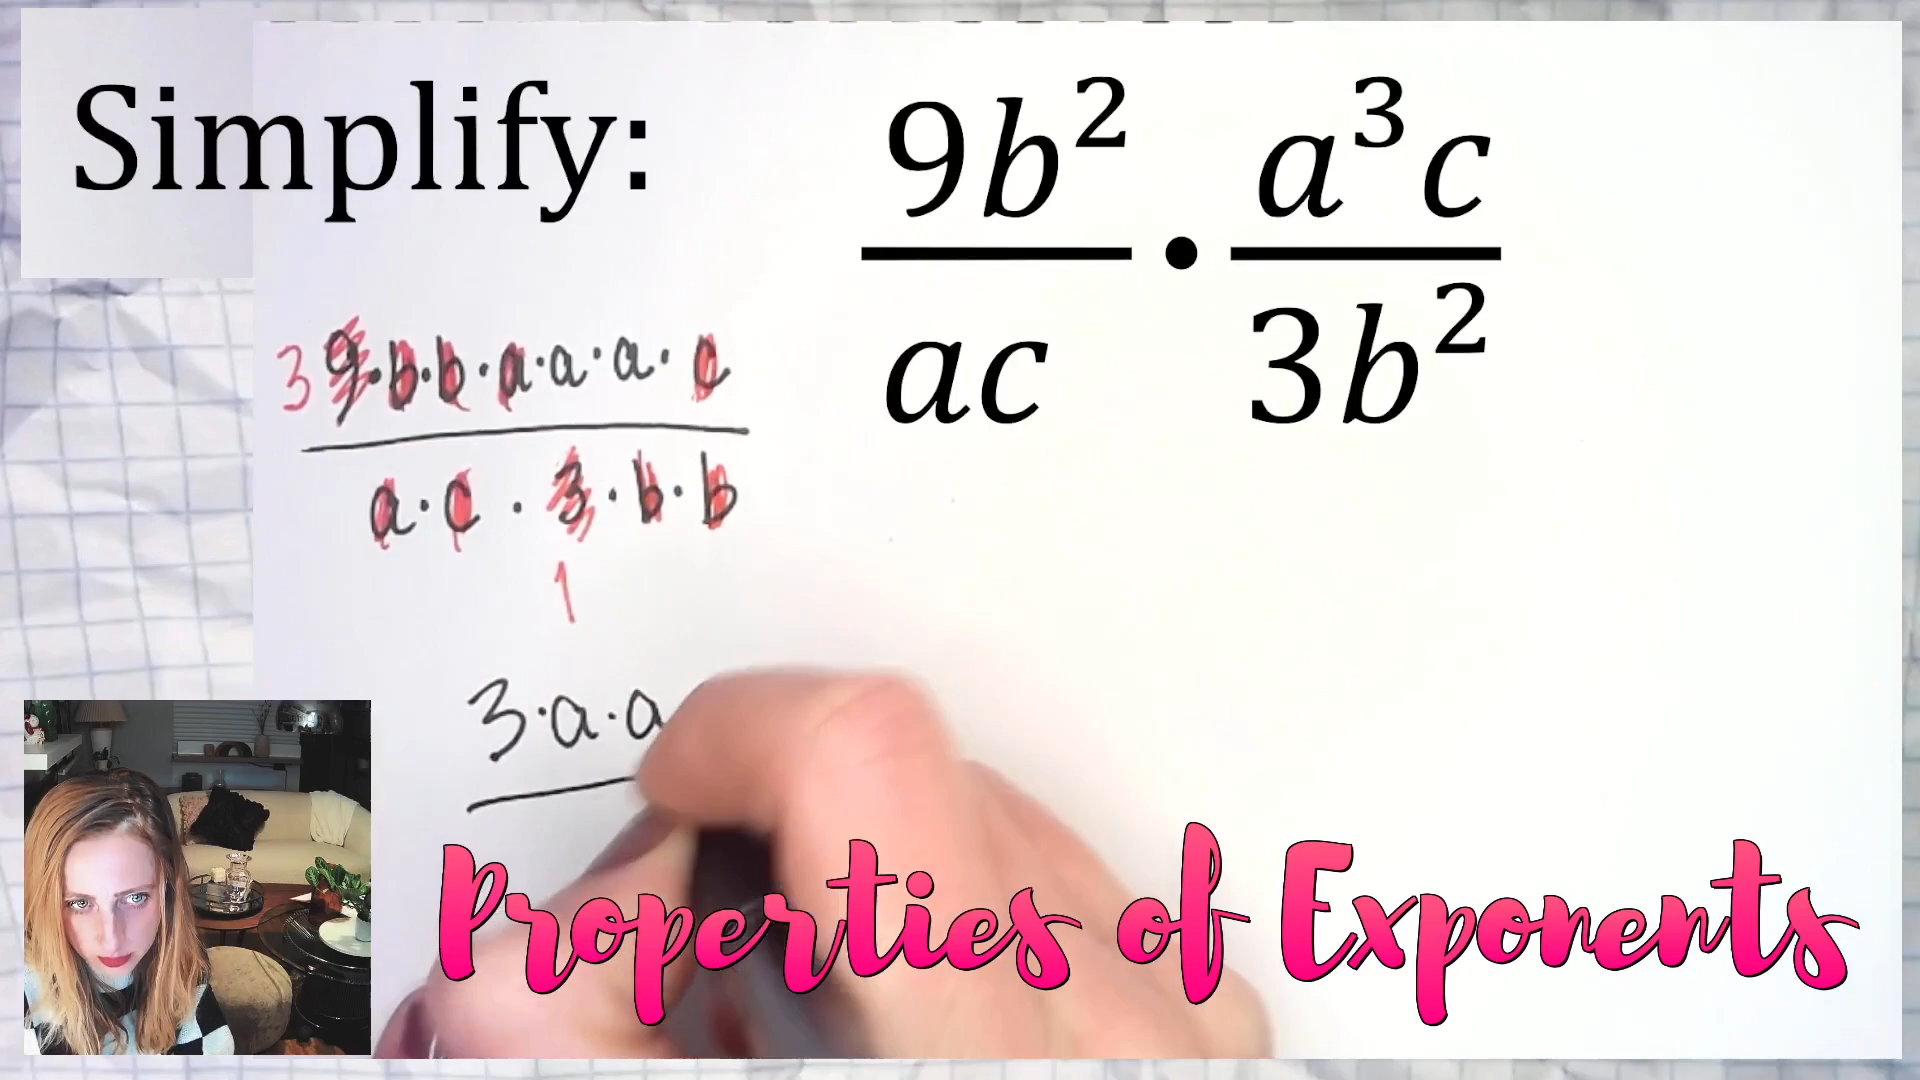 Simplify:
9b² / ac · a³c / 3b²
3 9·b·b·a·a·a·c
a·c·3·b·b
1
3·a·a
Properties of Exponents